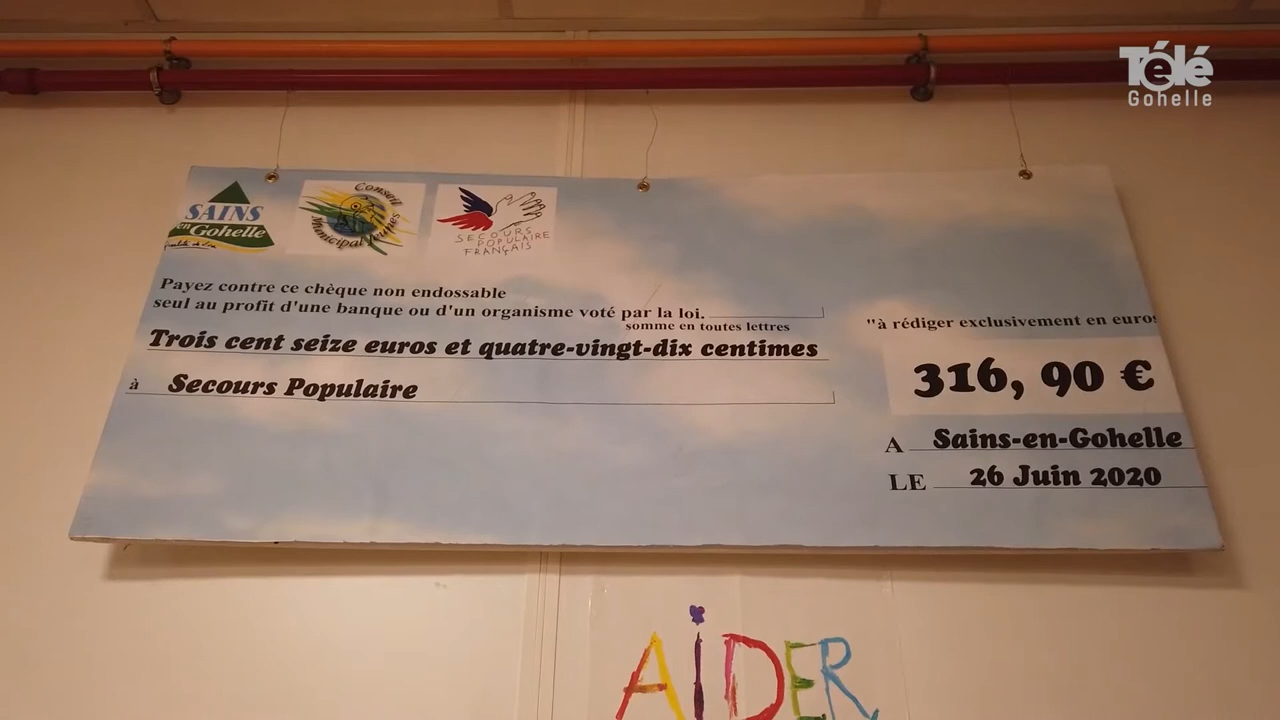 Télé
Gohelle
SAINS
en Gohelle
Conseil
Municipal Jeunes
SECOURS
POPULAIRE
FRANÇAIS
Payez contre ce chèque non endossable
seul au profit d'une banque ou d'un organisme voté par la loi.
somme en toutes lettres
Trois cent seize euros et quatre-vingt-dix centimes
à Secours Populaire
"à rédiger exclusivement en euros
316, 90 €
A Sains-en-Gohelle
LE 26 Juin 2020
AIDER